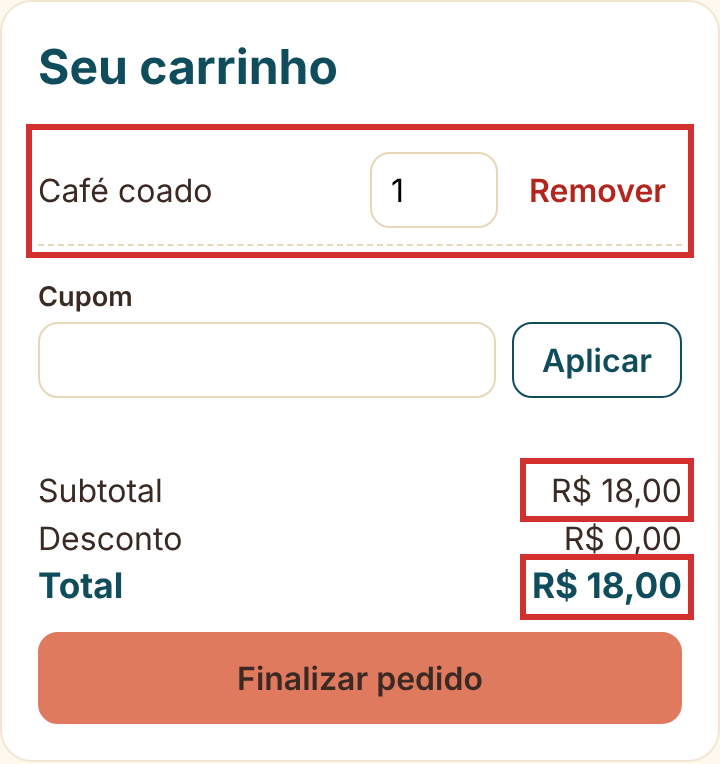 Seu carrinho
Café coado 1 Remover
Cupom
Aplicar
Subtotal R$ 18,00
Desconto R$ 0,00
Total R$ 18,00
Finalizar pedido